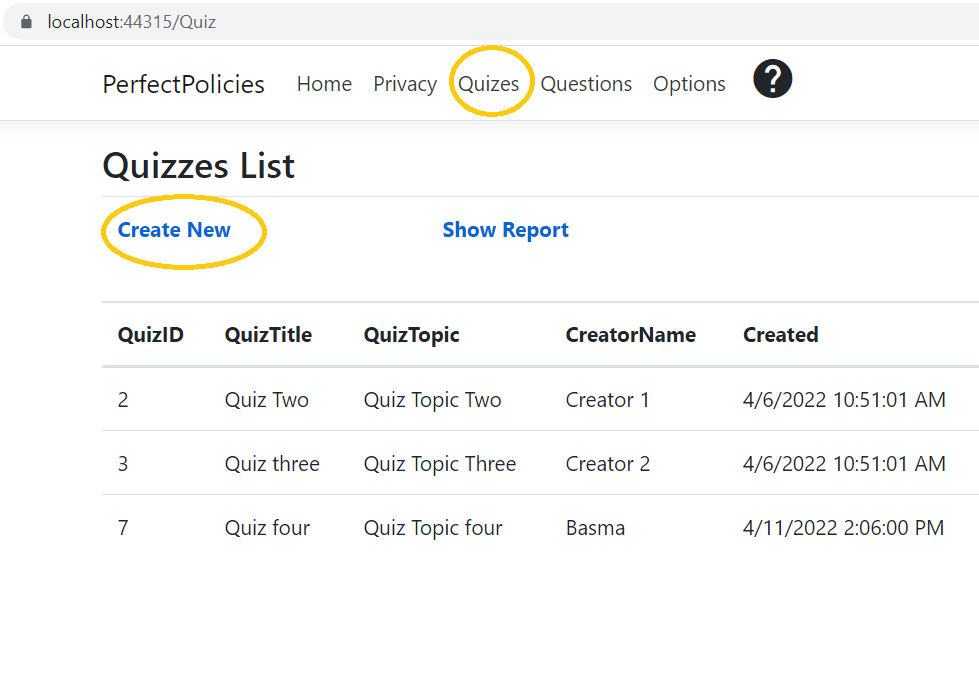 localhost:44315/Quiz
PerfectPolicies Home Privacy Quizes Questions Options ?
Quizzes List
Create New Show Report
QuizID QuizTitle QuizTopic CreatorName Created
2 Quiz Two Quiz Topic Two Creator 1 4/6/2022 10:51:01 AM
3 Quiz three Quiz Topic Three Creator 2 4/6/2022 10:51:01 AM
7 Quiz four Quiz Topic four Basma 4/11/2022 2:06:00 PM